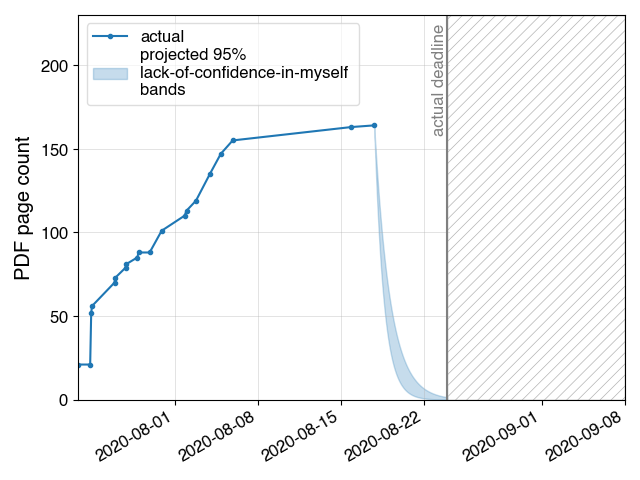 actual
projected 95%
lack-of-confidence-in-myself
bands
actual deadline
PDF page count
200
150
100
50
0
2020-08-01
2020-08-08
2020-08-15
2020-08-22
2020-09-01
2020-09-08